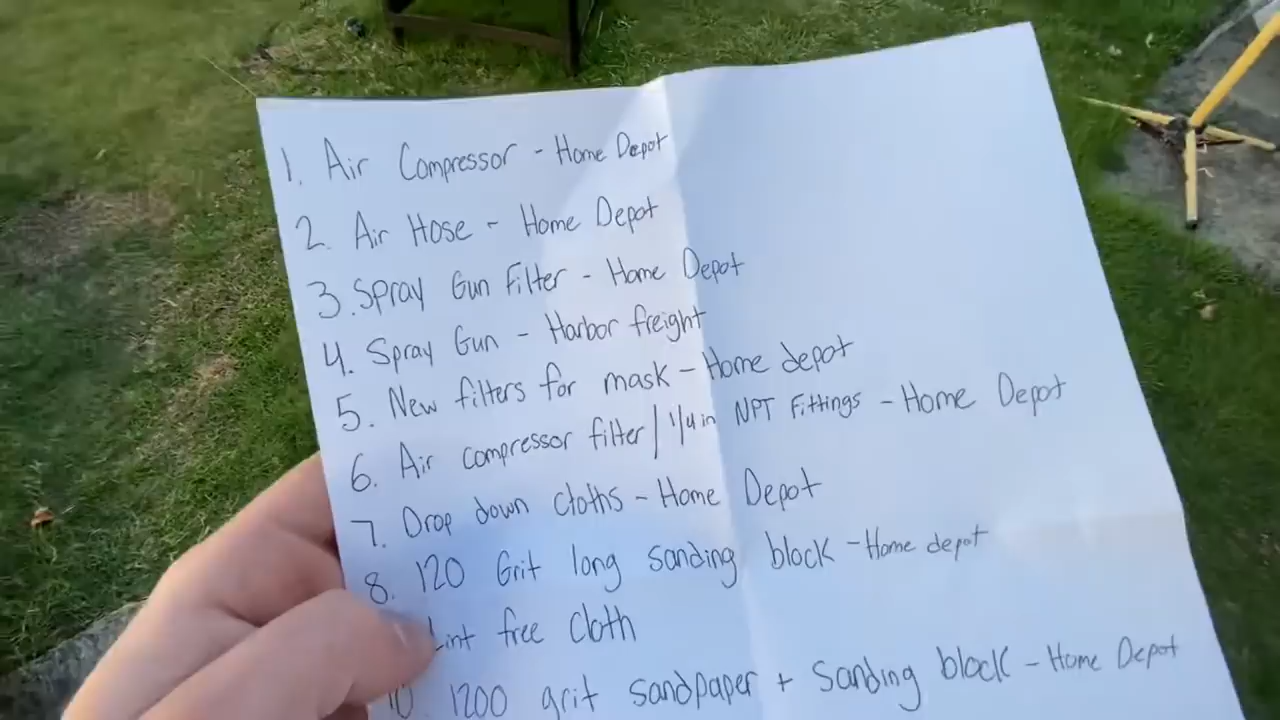 1. Air Compressor - Home Depot
2. Air Hose - Home Depot
3. Spray Gun Filter - Home Depot
4. Spray Gun - Harbor freight
5. New filters for mask - Home depot
6. Air compressor filter/ 1/4 in NPT Fittings - Home Depot
7. Drop down cloths - Home Depot
8. 120 Grit long sanding block - Home depot
Lint free cloth
10. 1200 grit sandpaper + Sanding block - Home Depot